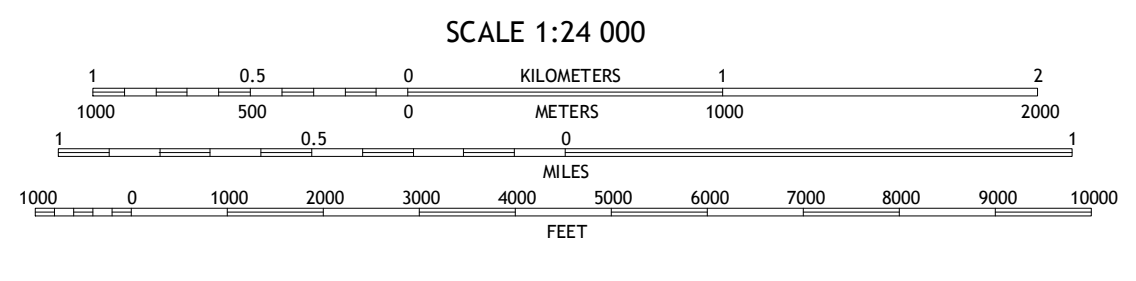 SCALE 1:24 000
1 0.5 0 KILOMETERS 1 2
1000 500 0 METERS 1000 2000
1 0.5 0 1
MILES
1000 0 1000 2000 3000 4000 5000 6000 7000 8000 9000 10000
FEET